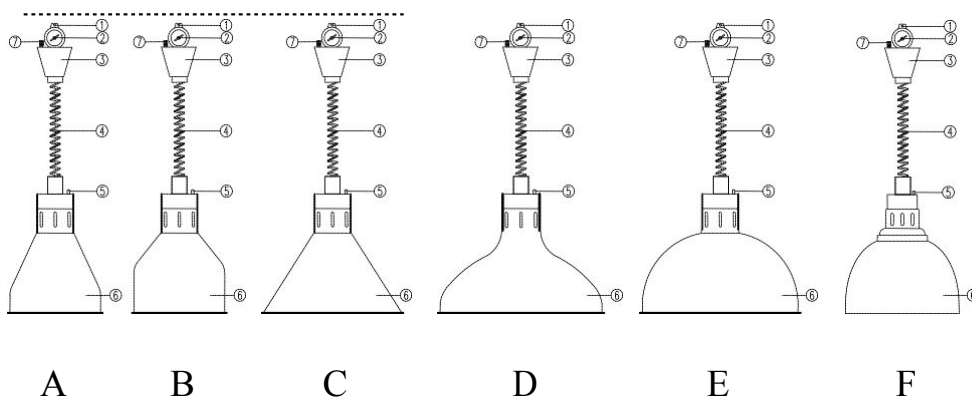 ① ① ① ① ① ①
⑦ ② ⑦ ② ② ⑦ ② ⑦ ② ⑦ ②
③ ③ ③ ③ ③ ③
④ ④ ④ ④ ④ ④
⑤ ⑤ ⑤ ⑤ ⑤ ⑤
⑥ ⑥ ⑥ ⑥ ⑥ ⑥
A B C D E F